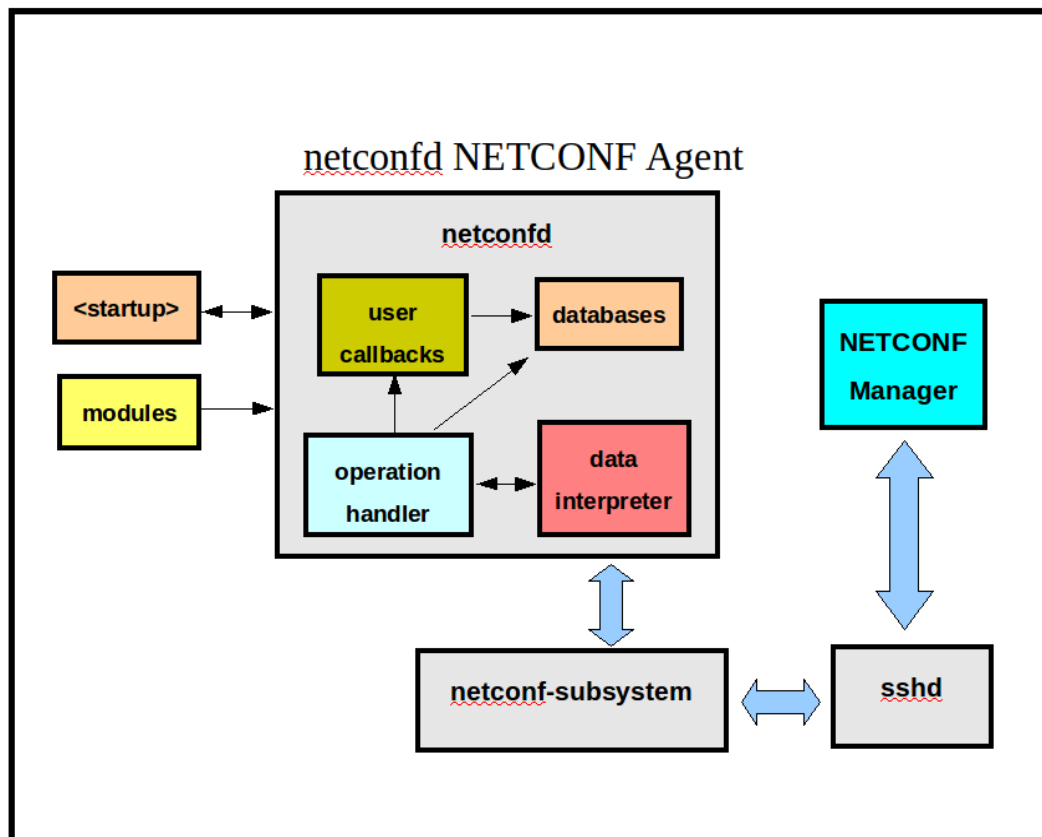 netconfd NETCONF Agent
netconfd
<startup>
user
callbacks
databases
modules
NETCONF
Manager
operation
handler
data
interpreter
netconf-subsystem
sshd